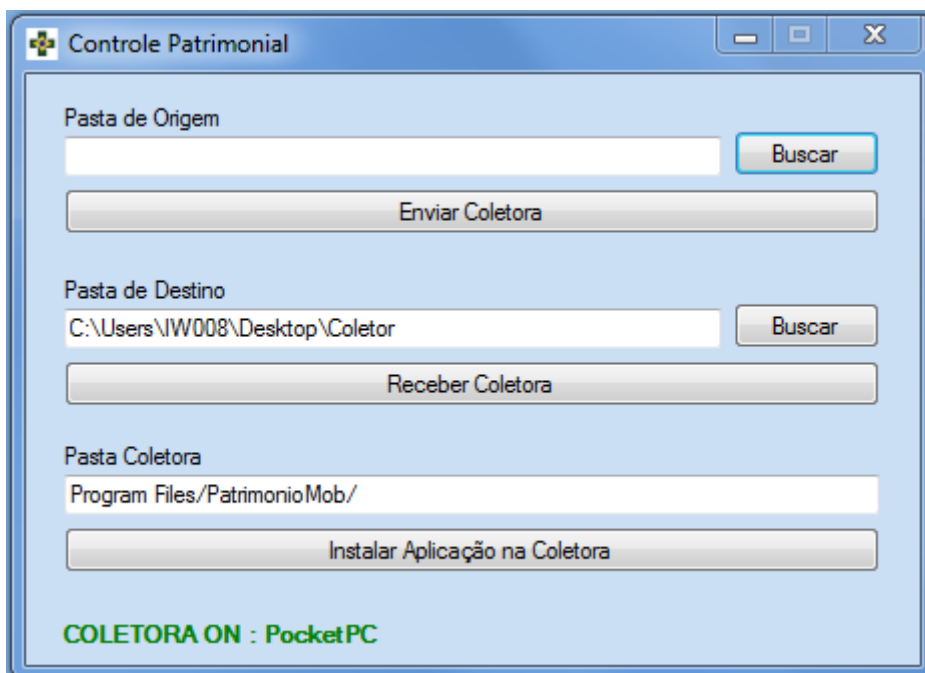 Controle Patrimonial
Pasta de Origem
Buscar
Enviar Coletora
Pasta de Destino
C:\Users\IW008\Desktop\Coletor
Buscar
Receber Coletora
Pasta Coletora
Program Files/PatrimonioMob/
Instalar Aplicação na Coletora
COLETORA ON : PocketPC